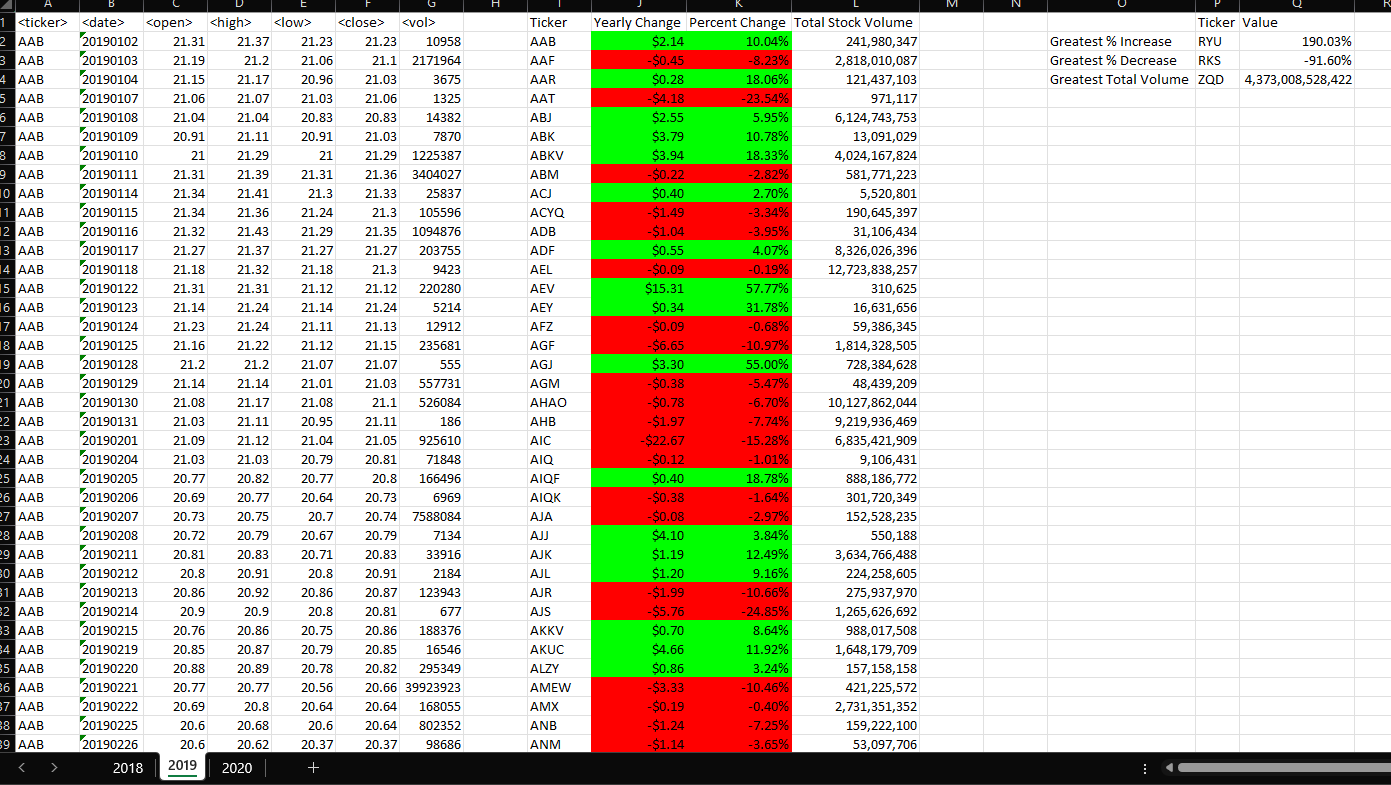 A B C D E F G H I J K L M N O P Q R
1 <ticker> <date> <open> <high> <low> <close> <vol> Ticker Yearly Change Percent Change Total Stock Volume Ticker Value
2 AAB 20190102 21.31 21.37 21.23 21.23 10958 AAB $2.14 10.04% 241,980,347 Greatest % Increase RYU 190.03%
3 AAB 20190103 21.19 21.2 21.06 21.1 2171964 AAF -$0.45 -8.23% 2,818,010,087 Greatest % Decrease RKS -91.60%
4 AAB 20190104 21.15 21.17 20.96 21.03 3675 AAR $0.28 18.06% 121,437,103 Greatest Total Volume ZQD 4,373,008,528,422
5 AAB 20190107 21.06 21.07 21.03 21.06 1325 AAT -$4.18 -23.54% 971,117
6 AAB 20190108 21.04 21.04 20.83 20.83 14382 ABJ $2.55 5.95% 6,124,743,753
7 AAB 20190109 20.91 21.11 20.91 21.03 7870 ABK $3.79 10.78% 13,091,029
8 AAB 20190110 21 21.29 21 21.29 1225387 ABKV $3.94 18.33% 4,024,167,824
9 AAB 20190111 21.31 21.39 21.31 21.36 3404027 ABM -$0.22 -2.82% 581,771,223
10 AAB 20190114 21.34 21.41 21.3 21.33 25837 ACJ $0.40 2.70% 5,520,801
11 AAB 20190115 21.34 21.36 21.24 21.3 105596 ACYQ -$1.49 -3.34% 190,645,397
12 AAB 20190116 21.32 21.43 21.29 21.35 1094876 ADB -$1.04 -3.95% 31,106,434
13 AAB 20190117 21.27 21.37 21.27 21.27 203755 ADF $0.55 4.07% 8,326,026,396
14 AAB 20190118 21.18 21.32 21.18 21.3 9423 AEL -$0.09 -0.19% 12,723,838,257
15 AAB 20190122 21.31 21.31 21.12 21.12 220280 AEV $15.31 57.77% 310,625
16 AAB 20190123 21.14 21.24 21.14 21.24 5214 AEY $0.34 31.78% 16,631,656
17 AAB 20190124 21.23 21.24 21.11 21.13 12912 AFZ -$0.09 -0.68% 59,386,345
18 AAB 20190125 21.16 21.22 21.12 21.15 235681 AGF -$6.65 -10.97% 1,814,328,505
19 AAB 20190128 21.2 21.2 21.07 21.07 555 AGJ $3.30 55.00% 728,384,628
20 AAB 20190129 21.14 21.14 21.01 21.03 557731 AGM -$0.38 -5.47% 48,439,209
21 AAB 20190130 21.08 21.17 21.08 21.1 526084 AHAO -$0.78 -6.70% 10,127,862,044
22 AAB 20190131 21.03 21.11 20.95 21.11 186 AHB -$1.97 -7.74% 9,219,936,469
23 AAB 20190201 21.09 21.12 21.04 21.05 925610 AIC -$22.67 -15.28% 6,835,421,909
24 AAB 20190204 21.03 21.03 20.79 20.81 71848 AIQ -$0.12 -1.01% 9,106,431
25 AAB 20190205 20.77 20.82 20.77 20.8 166496 AIQF $0.40 18.78% 888,186,772
26 AAB 20190206 20.69 20.77 20.64 20.73 6969 AIQK -$0.38 -1.64% 301,720,349
27 AAB 20190207 20.73 20.75 20.7 20.74 7588084 AJA -$0.08 -2.97% 152,528,235
28 AAB 20190208 20.72 20.79 20.67 20.79 7134 AJJ $4.10 3.84% 550,188
29 AAB 20190211 20.81 20.83 20.71 20.83 33916 AJK $1.19 12.49% 3,634,766,488
30 AAB 20190212 20.8 20.91 20.8 20.91 2184 AJL $1.20 9.16% 224,258,605
31 AAB 20190213 20.86 20.92 20.86 20.87 123943 AJR -$1.99 -10.66% 275,937,970
32 AAB 20190214 20.9 20.9 20.8 20.81 677 AJS -$5.76 -24.85% 1,265,626,692
33 AAB 20190215 20.76 20.86 20.75 20.86 188376 AKKV $0.70 8.64% 988,017,508
34 AAB 20190219 20.85 20.87 20.79 20.85 16546 AKUC $4.66 11.92% 1,648,179,709
35 AAB 20190220 20.88 20.89 20.78 20.82 295349 ALZY $0.86 3.24% 157,158,158
36 AAB 20190221 20.77 20.77 20.56 20.66 39923923 AMEW -$3.33 -10.46% 421,225,572
37 AAB 20190222 20.69 20.8 20.64 20.64 168055 AMX -$0.19 -0.40% 2,731,351,352
38 AAB 20190225 20.6 20.68 20.6 20.64 802352 ANB -$1.24 -7.25% 159,222,100
39 AAB 20190226 20.6 20.62 20.37 20.37 98686 ANM -$1.14 -3.65% 53,097,706
2018 2019 2020